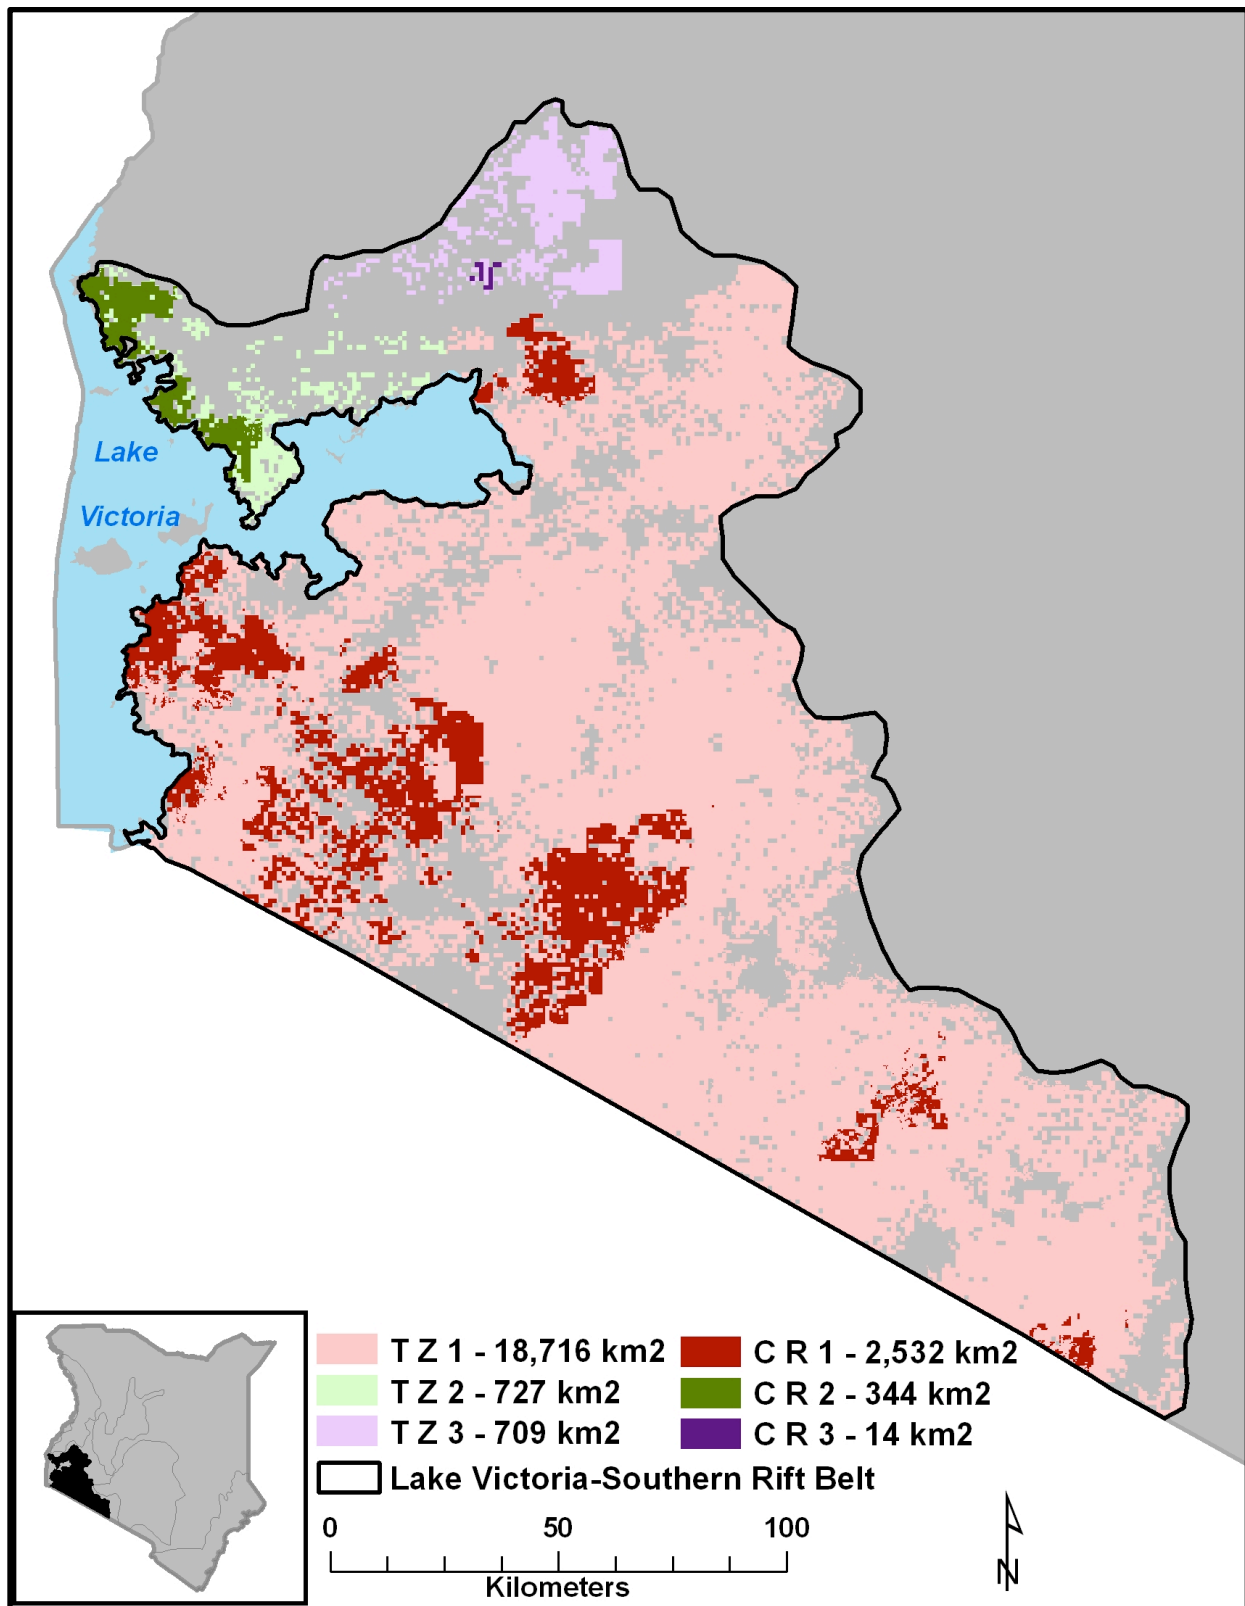 Lake
Victoria
T Z 1 - 18,716 km2
C R 1 - 2,532 km2
T Z 2 - 727 km2
C R 2 - 344 km2
T Z 3 - 709 km2
C R 3 - 14 km2
Lake Victoria-Southern Rift Belt
0 50 100
Kilometers
N